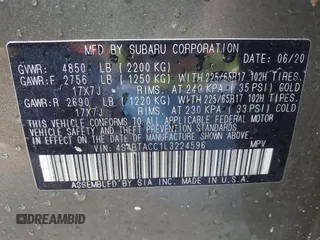 MFD BY SUBARU CORPORATION
GVWR: 4850 LB (2200 KG) DATE 06/20
GAWR:F 2756 LB (1250 KG) WITH 225/65R17 102H TIRES,
17X7J RIMS, AT 240 KPA (35 PSI) COLD
GAWR:R 2690 LB (1220 KG) WITH 225/65R17 102H TIRES,
17X7J RIMS, AT 230 KPA (33 PSI) COLD
THIS VEHICLE CONFORMS TO ALL APPLICABLE FEDERAL MOTOR
VEHICLE SAFETY, BUMPER, AND THEFT PREVENTION STANDARDS
IN EFFECT ON THE DATE OF MANUFACTURE SHOWN ABOVE.
VIN: 4S4BTACC1L3224596 MPV
ASSEMBLED BY SIA INC. MADE IN U.S.A.
DREAMBID